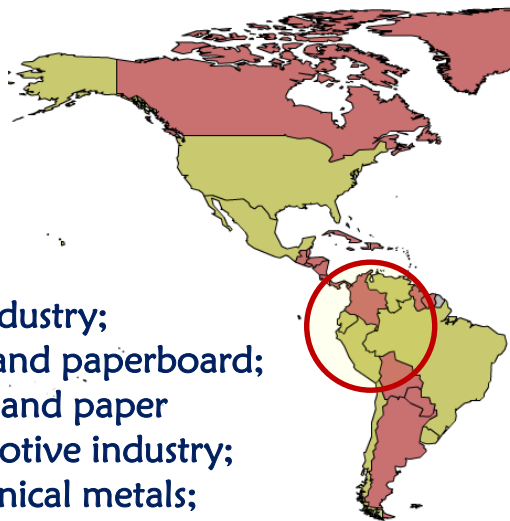 dustry;
and paperboard;
and paper
otive industry;
nical metals;